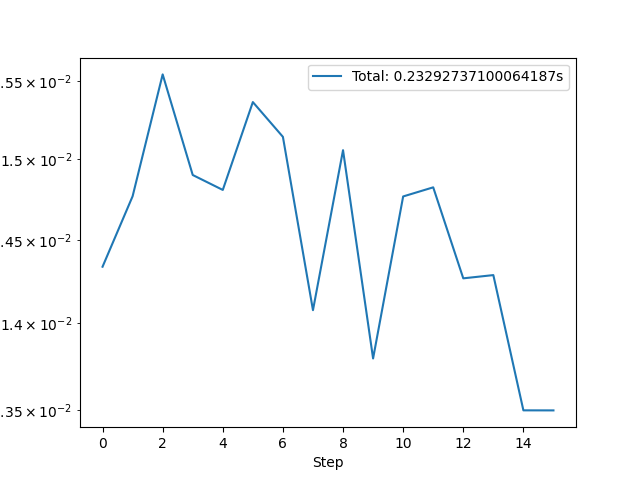 Total: 0.23292737100064187s
.55 × 10⁻²
1.5 × 10⁻²
.45 × 10⁻²
1.4 × 10⁻²
.35 × 10⁻²
0 2 4 6 8 10 12 14
Step